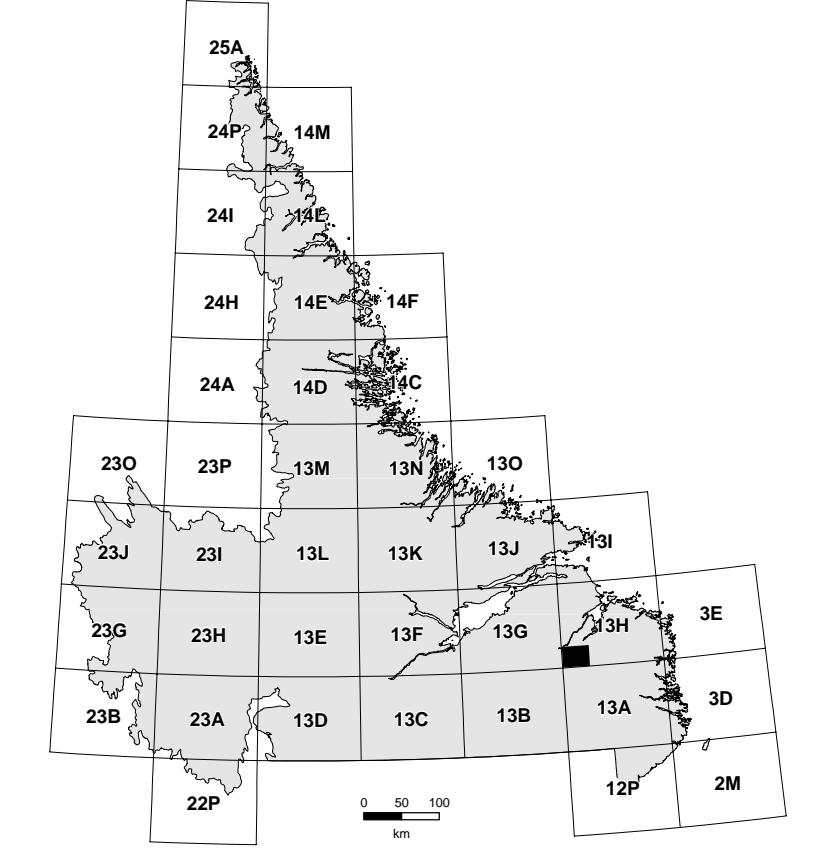 25A
24P 14M
24I 14L
24H 14E 14F
24A 14D 14C
23O 23P 13M 13N 13O
23J 23I 13L 13K 13J 13I
23G 23H 13E 13F 13G 13H 3E
23B 23A 13D 13C 13B 13A 3D
22P 12P 2M
0 50 100
km